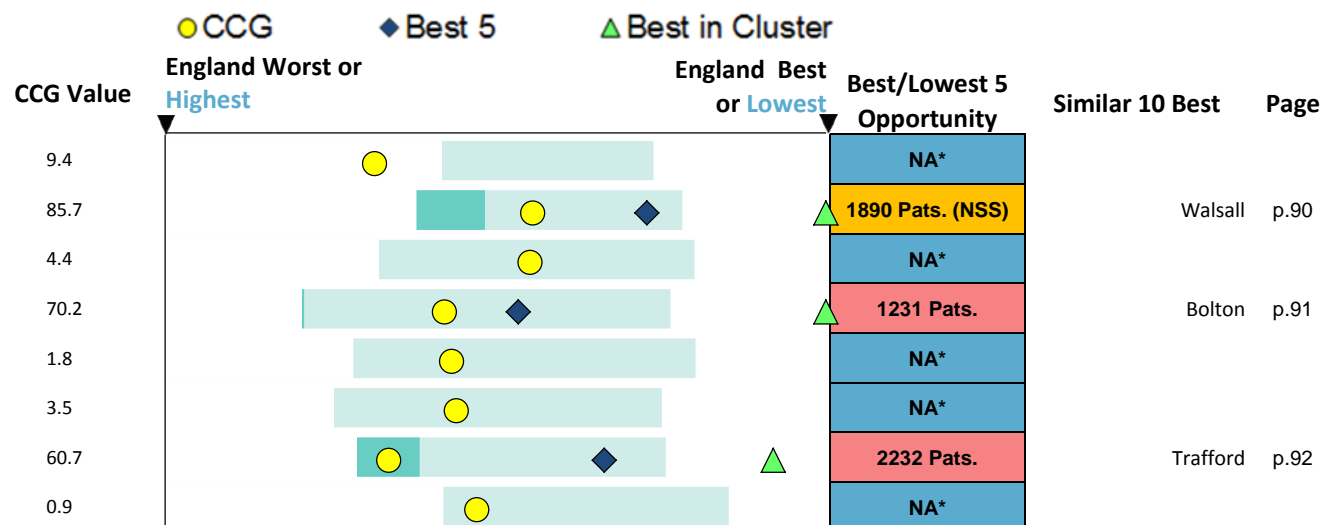 CCG Best 5 Best in Cluster
CCG Value
England Worst or
Highest
England Best
or Lowest
Best/Lowest 5
Opportunity
Similar 10 Best
Page
9.4 NA*
85.7 1890 Pats. (NSS) Walsall p.90
4.4 NA*
70.2 1231 Pats. Bolton p.91
1.8 NA*
3.5 NA*
60.7 2232 Pats. Trafford p.92
0.9 NA*